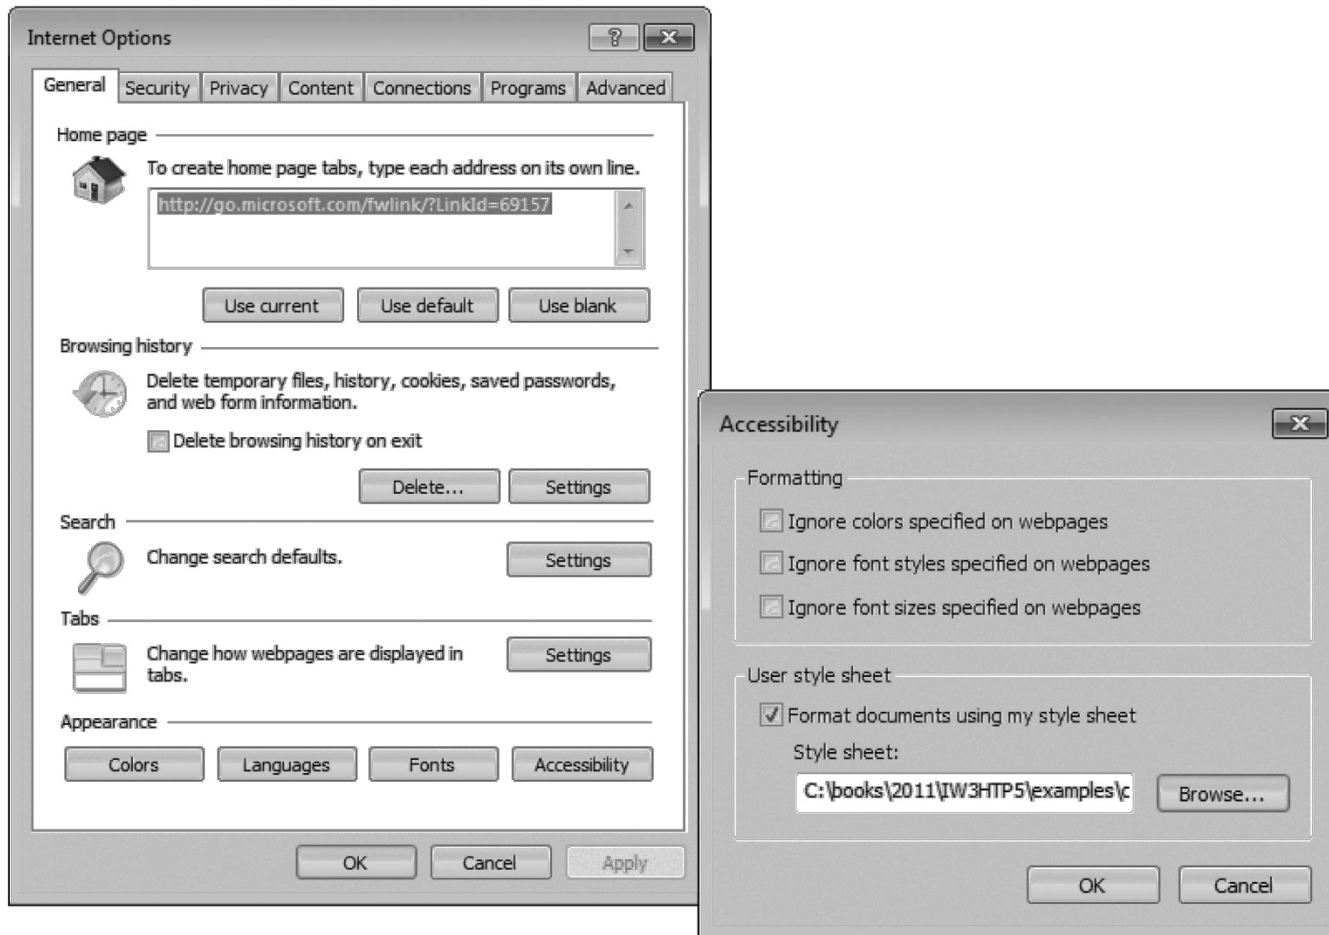 Internet Options
General Security Privacy Content Connections Programs Advanced
Home page
To create home page tabs, type each address on its own line.
http://go.microsoft.com/fwlink/?LinkId=69157
Use current Use default Use blank
Browsing history
Delete temporary files, history, cookies, saved passwords,
and web form information.
Delete browsing history on exit
Delete... Settings
Search
Change search defaults. Settings
Tabs
Change how webpages are displayed in
tabs.
Settings
Appearance
Colors Languages Fonts Accessibility
OK Cancel Apply
Accessibility
Formatting
Ignore colors specified on webpages
Ignore font styles specified on webpages
Ignore font sizes specified on webpages
User style sheet
Format documents using my style sheet
Style sheet:
C:\books\2011\IW3HTP5\examples\c Browse...
OK Cancel